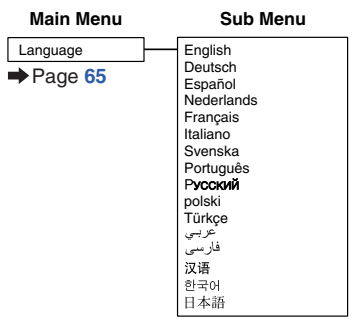 Main Menu
Sub Menu
Language
➡ Page 65
English
Deutsch
Español
Nederlands
Français
Italiano
Svenska
Português
Русский
polski
Türkçe
عربي
فارسی
汉语
한국어
日本語